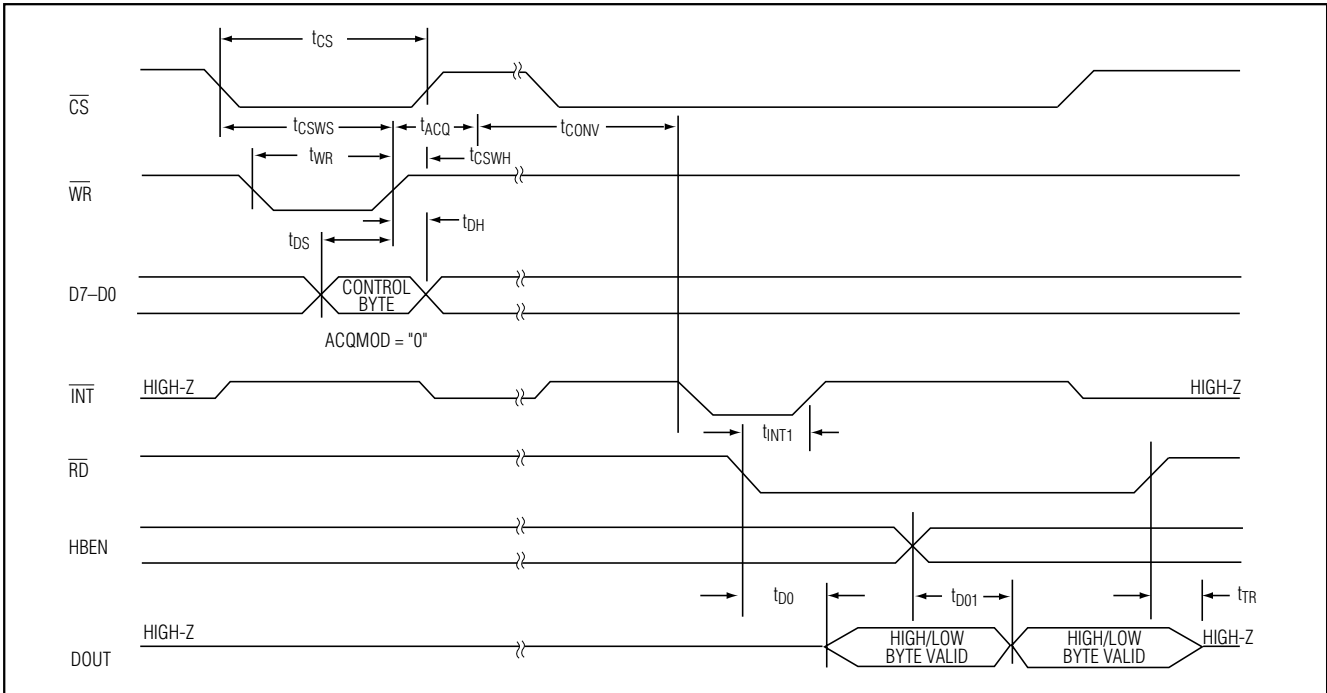 tCS
CS
tCSWS
tACQ
tCONV
tWR
tCSWH
WR
tDS
tDH
D7–D0
CONTROL
BYTE
ACQMOD = "0"
INT
HIGH-Z
HIGH-Z
tINT1
RD
HBEN
tD0
tD01
tTR
DOUT
HIGH-Z
HIGH/LOW
BYTE VALID
HIGH/LOW
BYTE VALID
HIGH-Z